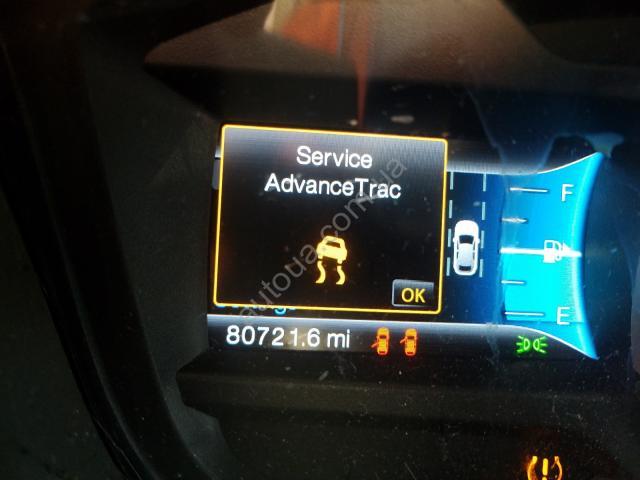 Service
AdvanceTrac
OK
F
E
80721.6 mi
autoua.com.ua